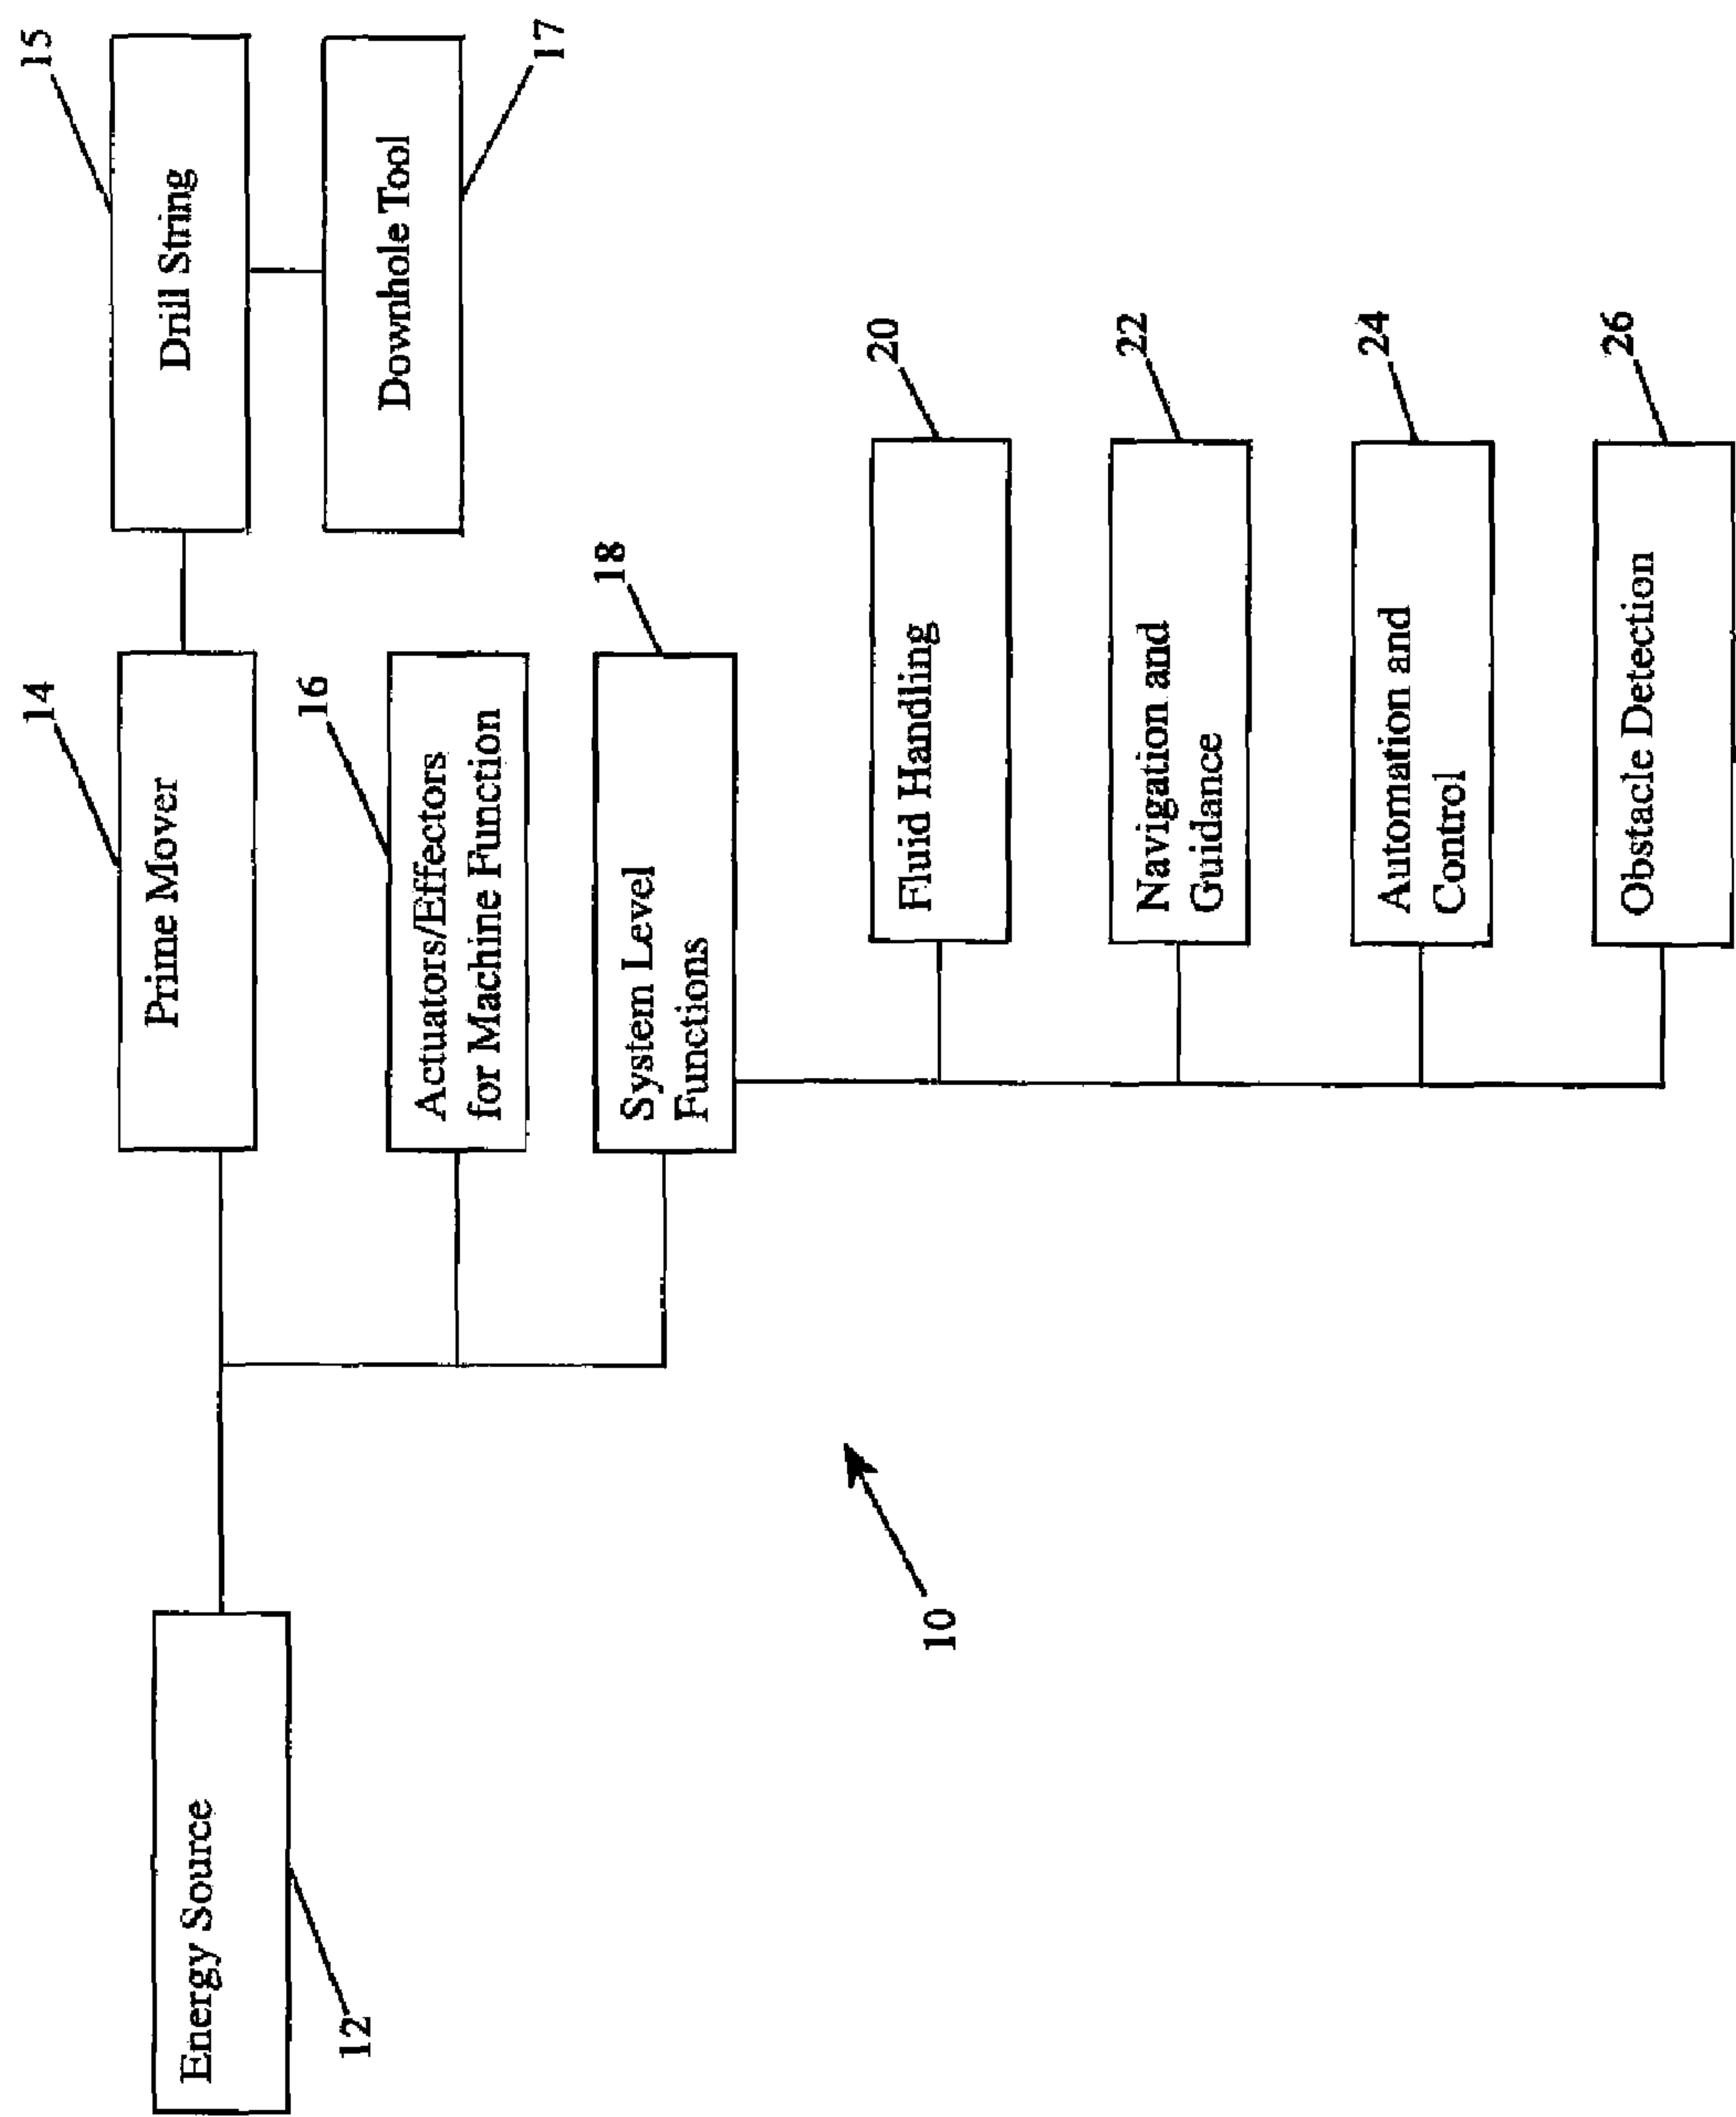 15
Drill String
Downhole Tool
17
14
Prime Mover
16
Actuators/Effectors
for Machine Function
18
System Level
Functions
20
Fluid Handling
22
Navigation and
Guidance
24
Automation and
Control
26
Obstacle Detection
Energy Source
12
10